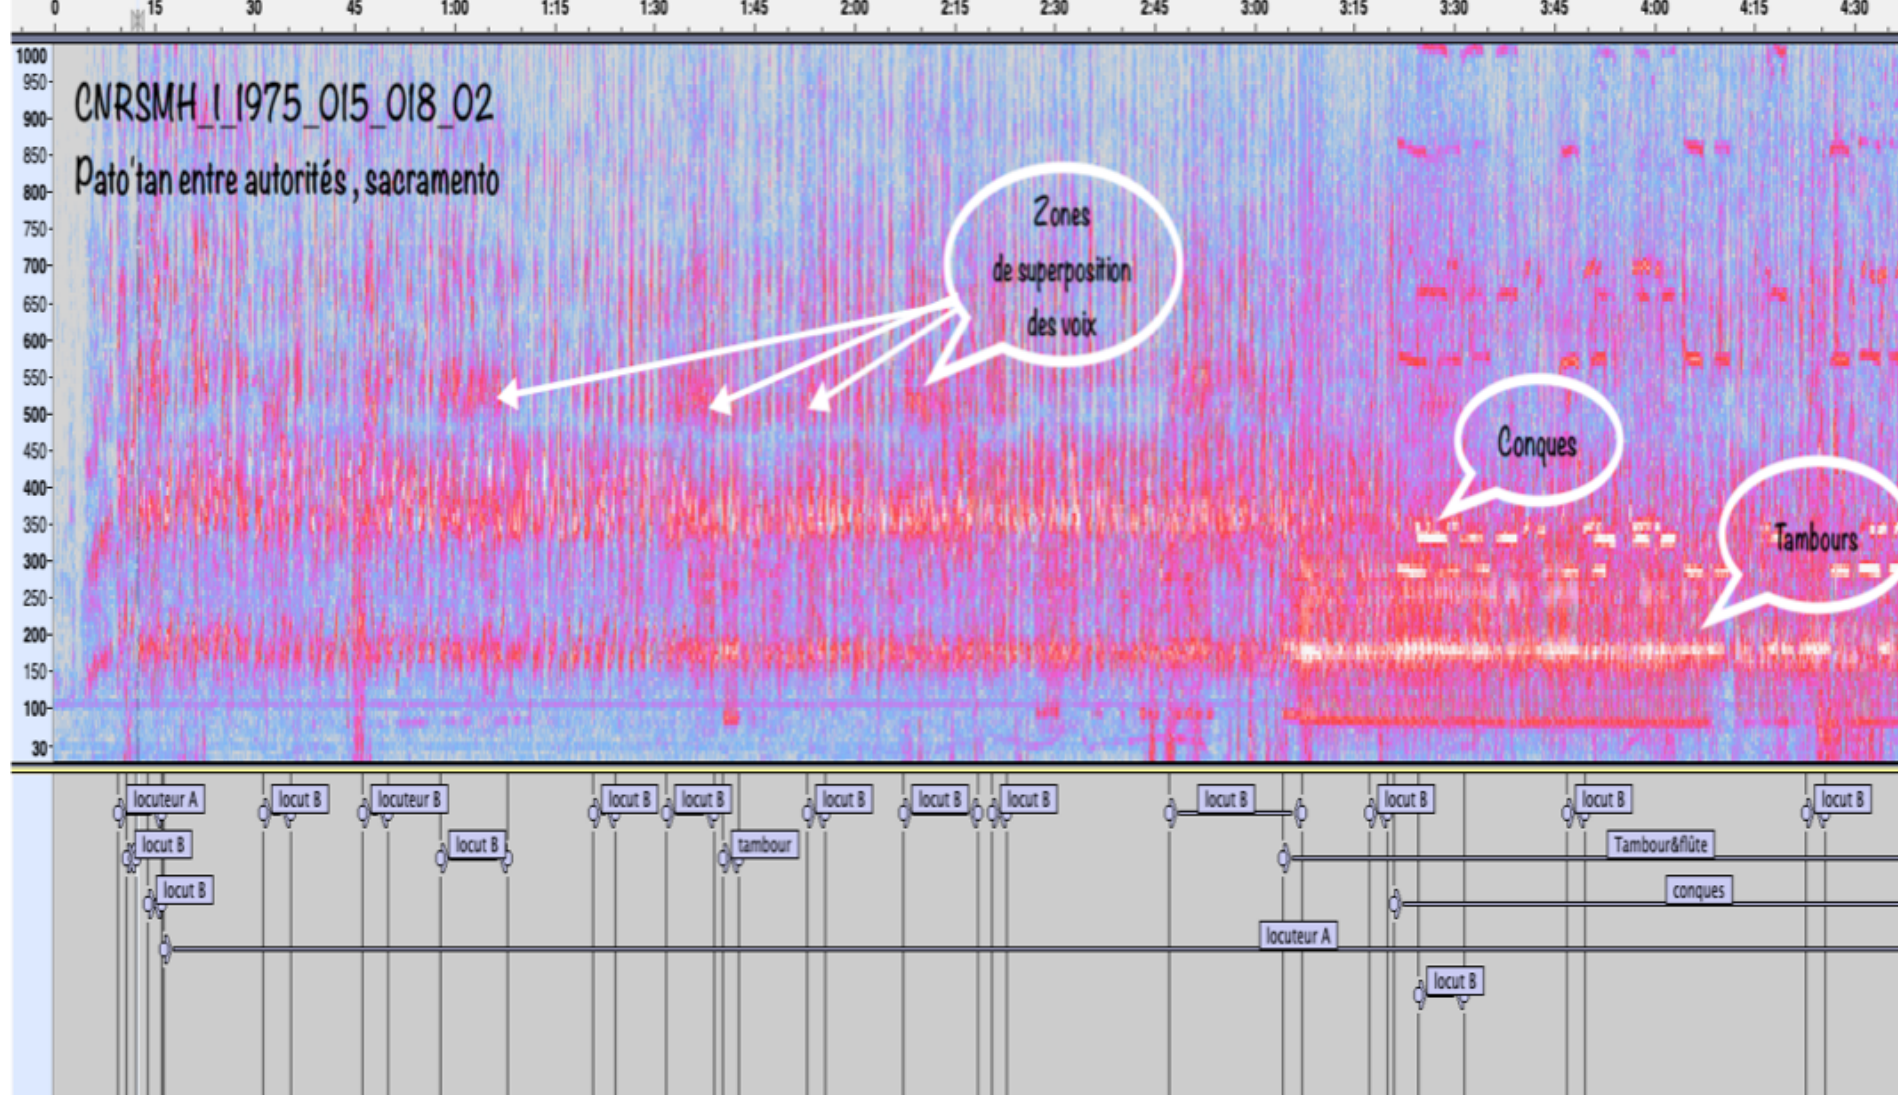 0 15 30 45 1:00 1:15 1:30 1:45 2:00 2:15 2:30 2:45 3:00 3:15 3:30 3:45 4:00 4:15 4:30
1000
950
900
850
800
750
700
650
600
550
500
450
400
350
300
250
200
150
100
30
CNRSMH_I_1975_015_018_02
Pato'tan entre autorités, sacramento
Zones
de superposition
des voix
Conques
Tambours
locuteur A locut B locuteur B locut B locut B locut B locut B locut B locut B locut B locut B locut B
locut B locut B tambour Tambour&flûte
locut B conques
locuteur A
locut B